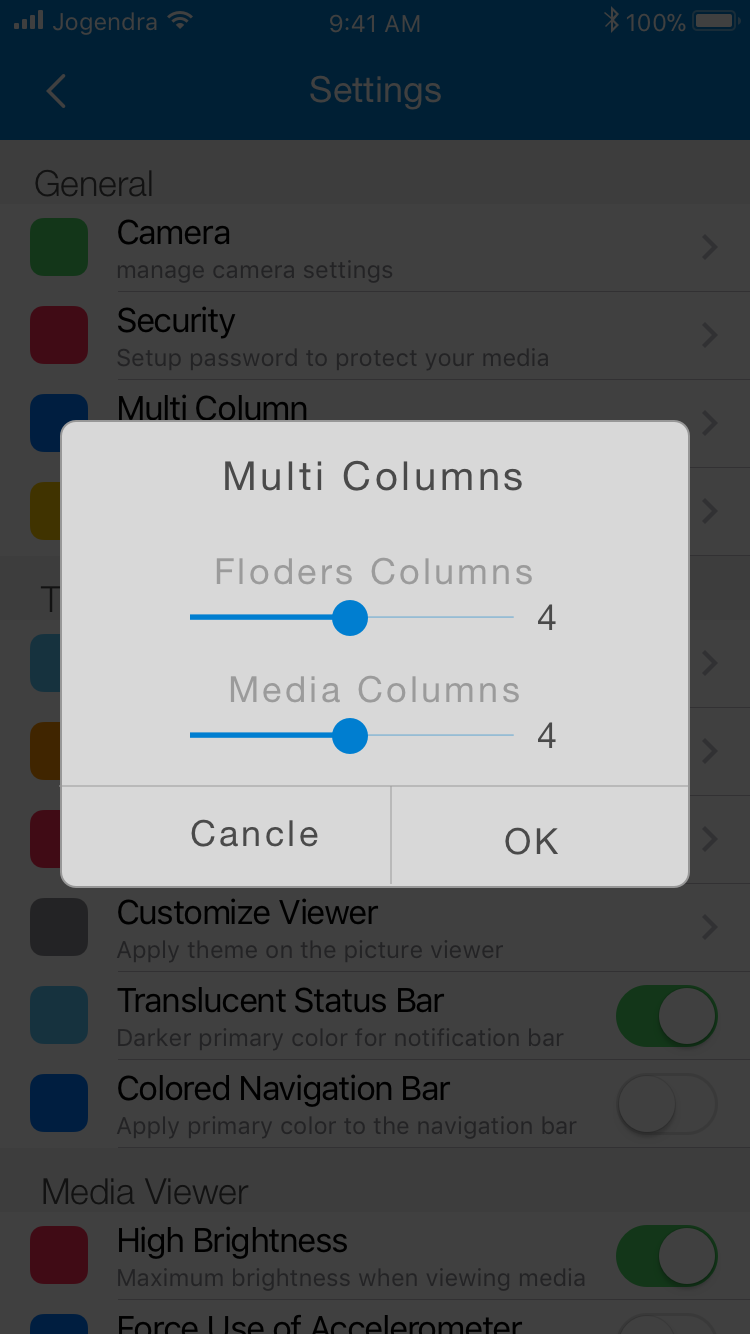 Jogendra 9:41 AM 100%
Settings
General
Camera
manage camera settings
Security
Setup password to protect your media
Multi Column
Multi Columns
Floders Columns
4
T
Media Columns
4
Cancle OK
Customize Viewer
Apply theme on the picture viewer
Translucent Status Bar
Darker primary color for notification bar
Colored Navigation Bar
Apply primary color to the navigation bar
Media Viewer
High Brightness
Maximum brightness when viewing media
Force Use of Accelerometer